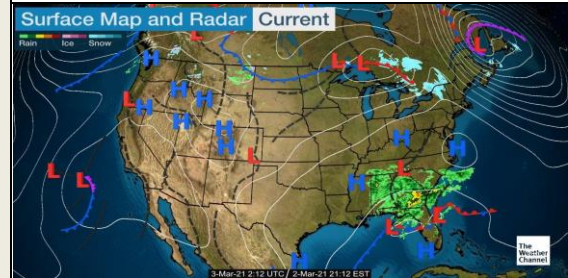 Surface Map and Radar Current
Rain Ice Snow
L
L
H
L L
H H
L H
H
H
H
H H
H
L
L
L
H
L
L
L
H
H
3-Mar-21 2:12 UTC / 2-Mar-21 21:12 EST
The
Weather
Channel